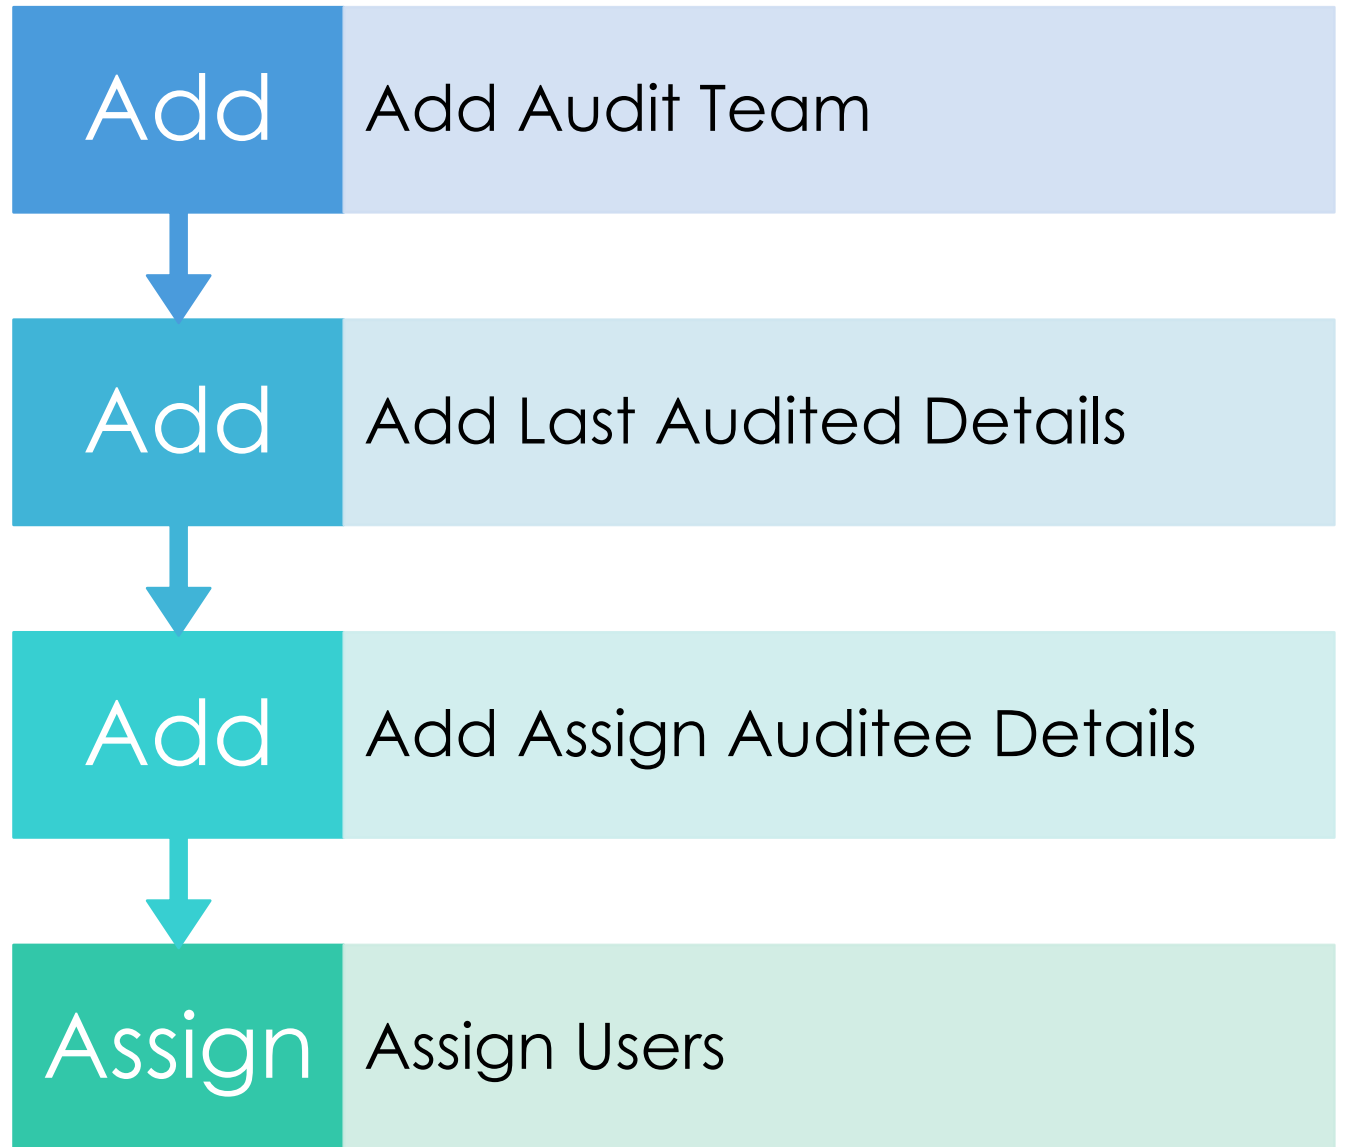 Add
Add Audit Team
Add
Add Last Audited Details
Add
Add Assign Auditee Details
Assign
Assign Users